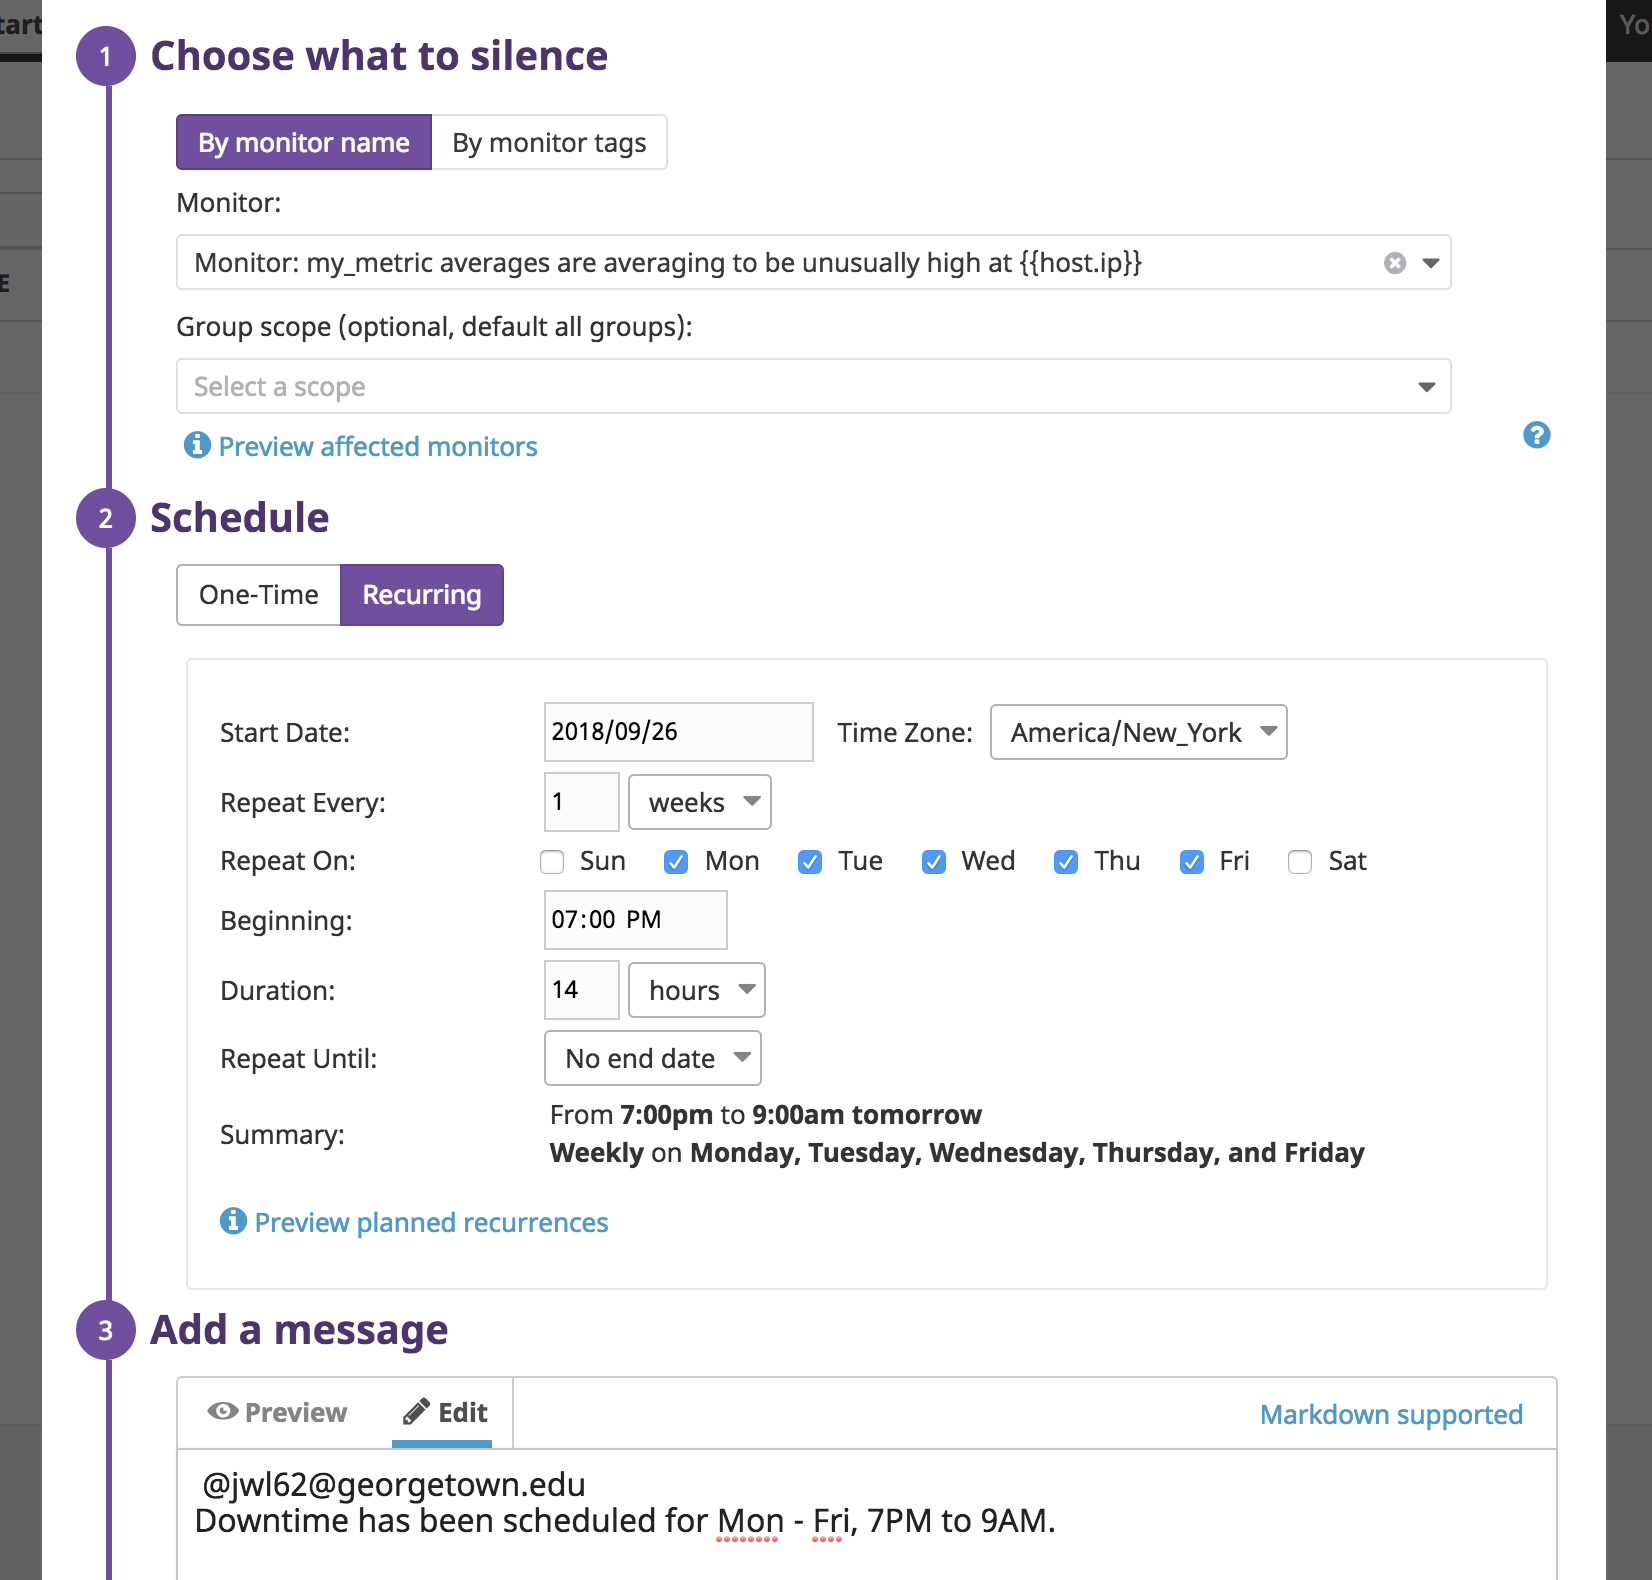 tart
Yo
E
1 Choose what to silence
By monitor name By monitor tags
Monitor:
Monitor: my_metric averages are averaging to be unusually high at {{host.ip}}
Group scope (optional, default all groups):
Select a scope
Preview affected monitors
2 Schedule
One-Time Recurring
Start Date: 2018/09/26 Time Zone: America/New_York
Repeat Every: 1 weeks
Repeat On: Sun Mon Tue Wed Thu Fri Sat
Beginning: 07:00 PM
Duration: 14 hours
Repeat Until: No end date
Summary: From 7:00pm to 9:00am tomorrow
Weekly on Monday, Tuesday, Wednesday, Thursday, and Friday
Preview planned recurrences
3 Add a message
Preview Edit Markdown supported
@jwl62@georgetown.edu
Downtime has been scheduled for Mon - Fri, 7PM to 9AM.